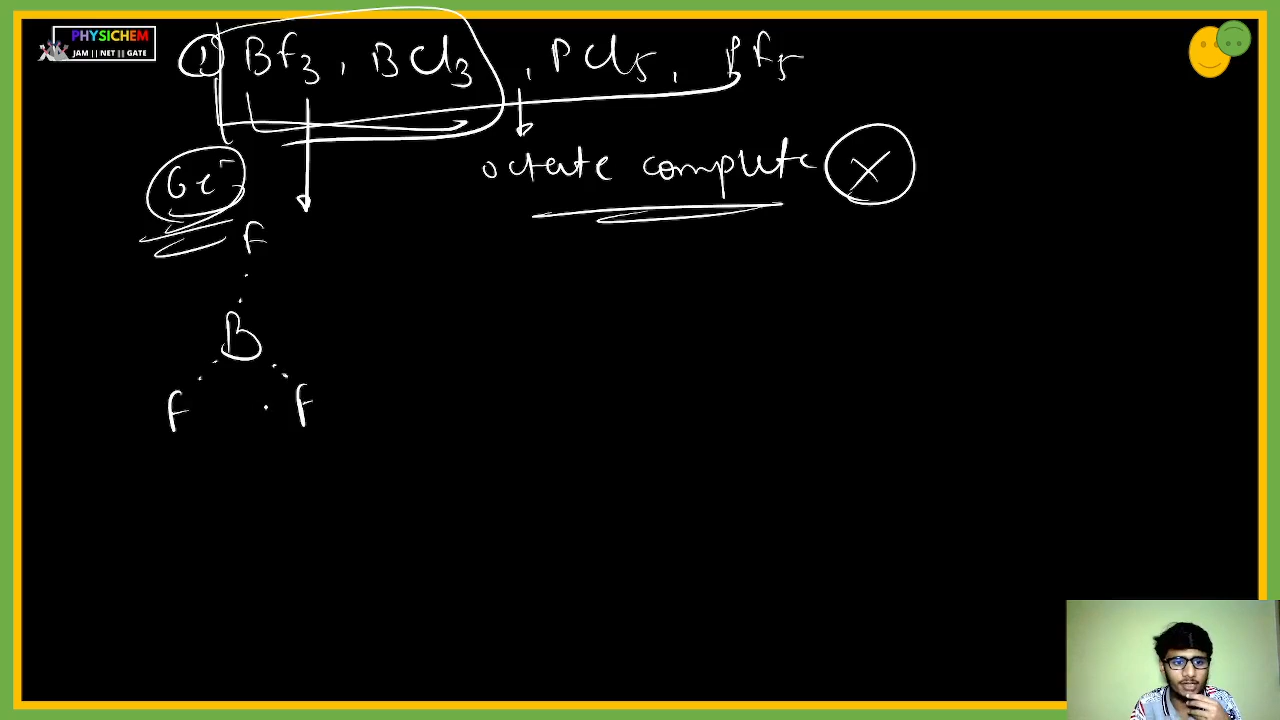 PHYSICHEM
JAM || NET || GATE
① Bf3, BCl3, PCl5, Pf5
6e-
octate complete X
f
B
f f